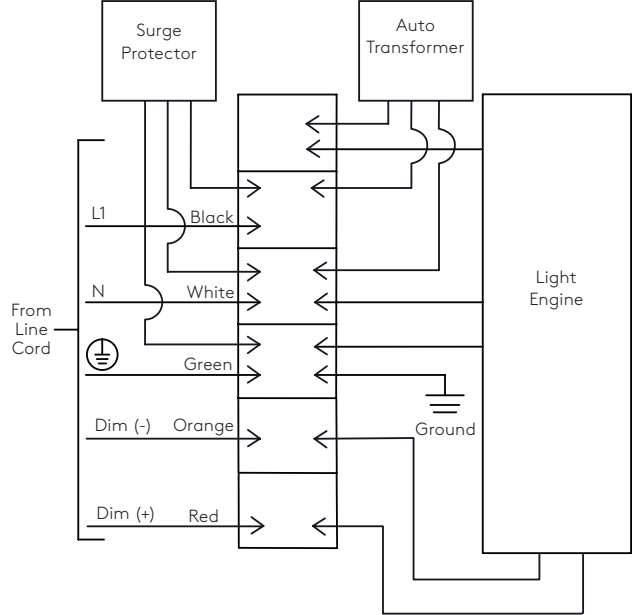 Surge
Protector
Auto
Transformer
L1
Black
N
White
From
Line
Cord
Green
Light
Engine
Dim (-)
Orange
Ground
Dim (+)
Red